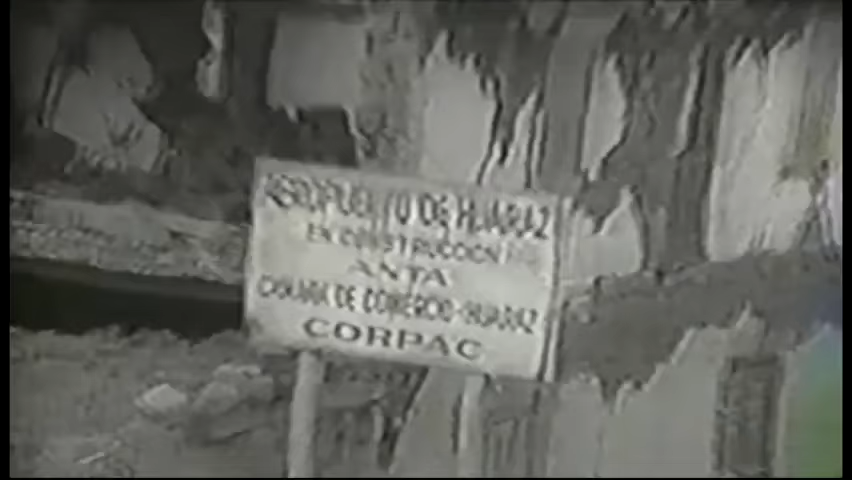 AEROPUERTO DE HUARAZ
EN CONSTRUCCION
ANTA
CAMARA DE COMERCIO-HUARAZ
CORPAC